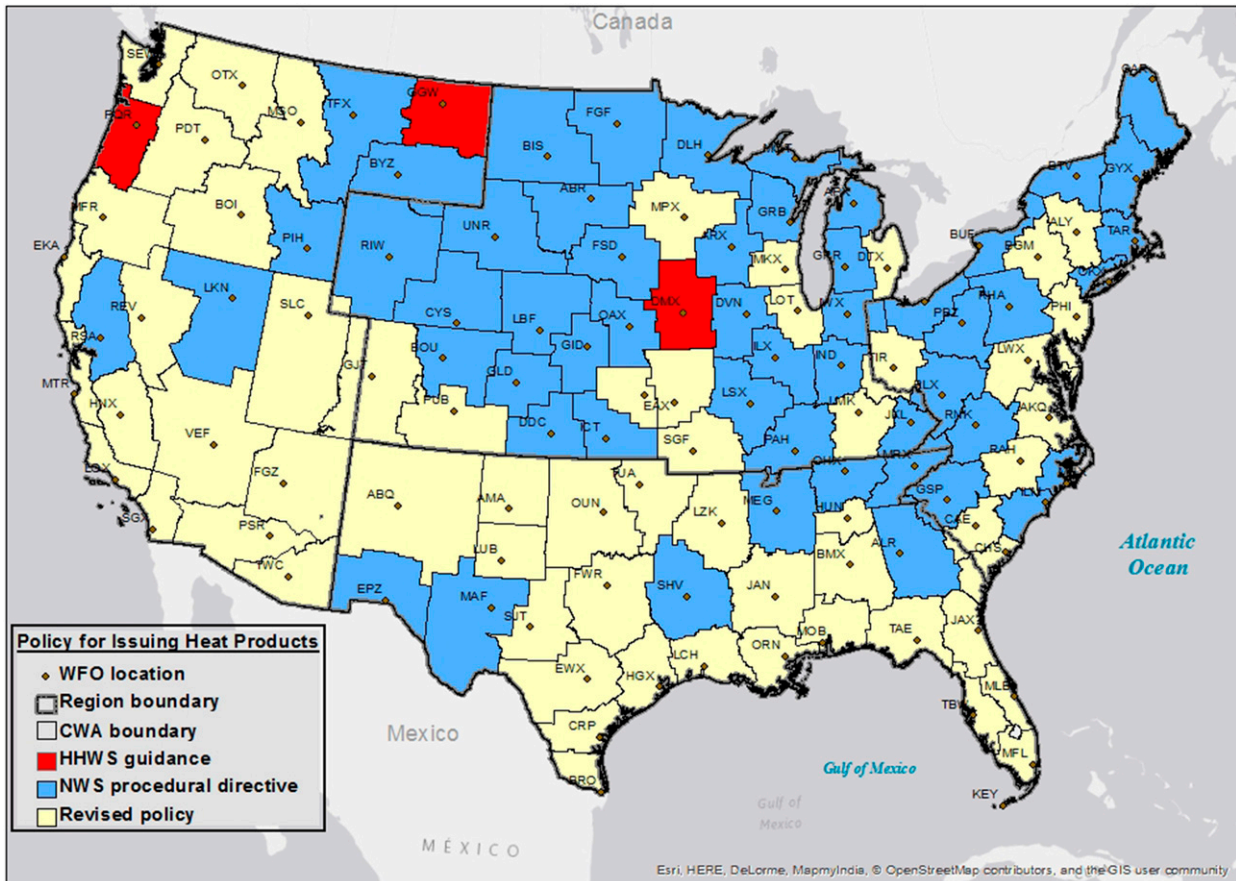 Canada
SEW
OTX
MSO
TFX
GGW
PQR
PDT
BYZ
BIS
FGF
DLH
CAR
BTV
GYX
MFR
BOI
PIH
RIW
UNR
ABR
FSD
MPX
ARX
GRB
GRR
DTX
BUF
BGM
ALY
TAR
OKX
EKA
RSA
REV
LKN
SLC
CYS
LBF
OAX
DMX
DVN
MKX
LOT
IWX
PBZ
RHA
PHI
MTR
HNX
VEF
GJT
BOU
PUB
GLD
GID
DDC
ICT
EAX
SGF
LSX
ILX
IND
TIR
LMK
JKL
RLX
LWX
AKQ
RNK
PAH
LOX
SGX
PSR
TWC
FGZ
ABQ
AMA
LUB
OUN
TUA
LZK
MEG
OHX
MRX
HUN
GSP
RAH
CAE
CHS
ILM
EPZ
MAF
SJT
FWR
SHV
JAN
BMX
ALR
EWX
HGX
LCH
ORN
MOB
TAE
JAX
CRP
BRO
TBW
MLB
MFL
KEY
Atlantic
Ocean
Mexico
Gulf of Mexico
Gulf of
Mexico
MÉXICO
Policy for Issuing Heat Products
WFO location
Region boundary
CWA boundary
HHWS guidance
NWS procedural directive
Revised policy
Esri, HERE, DeLorme, MapmyIndia, © OpenStreetMap contributors, and the GIS user community